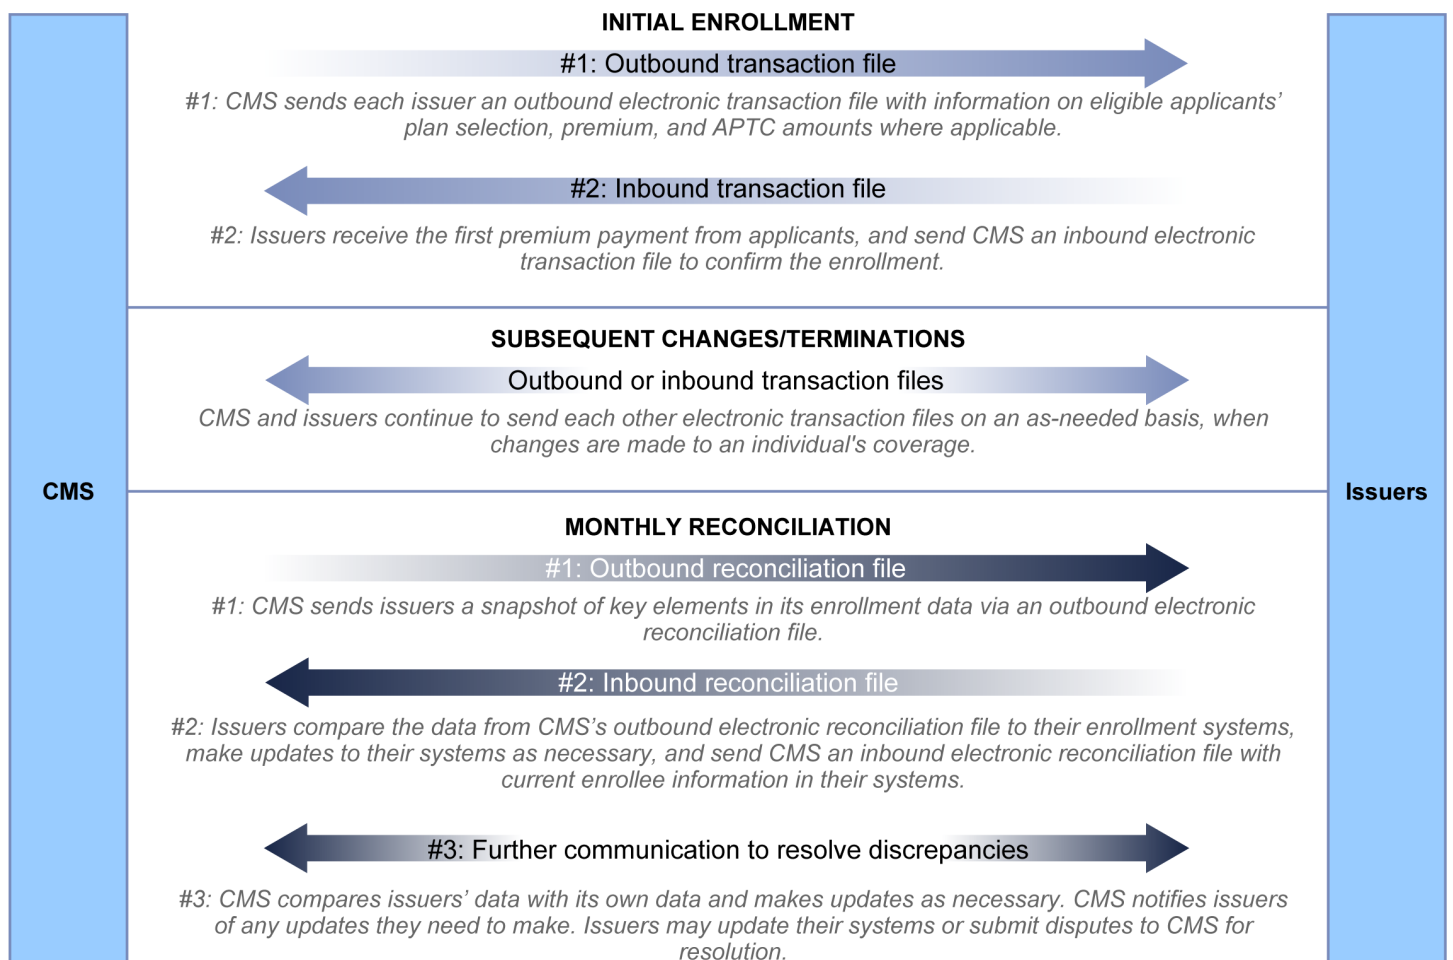 INITIAL ENROLLMENT
#1: Outbound transaction file
#1: CMS sends each issuer an outbound electronic transaction file with information on eligible applicants’
plan selection, premium, and APTC amounts where applicable.
#2: Inbound transaction file
#2: Issuers receive the first premium payment from applicants, and send CMS an inbound electronic
transaction file to confirm the enrollment.
SUBSEQUENT CHANGES/TERMINATIONS
Outbound or inbound transaction files
CMS and issuers continue to send each other electronic transaction files on an as-needed basis, when
changes are made to an individual's coverage.
CMS
Issuers
MONTHLY RECONCILIATION
#1: Outbound reconciliation file
#1: CMS sends issuers a snapshot of key elements in its enrollment data via an outbound electronic
reconciliation file.
#2: Inbound reconciliation file
#2: Issuers compare the data from CMS’s outbound electronic reconciliation file to their enrollment systems,
make updates to their systems as necessary, and send CMS an inbound electronic reconciliation file with
current enrollee information in their systems.
#3: Further communication to resolve discrepancies
#3: CMS compares issuers’ data with its own data and makes updates as necessary. CMS notifies issuers
of any updates they need to make. Issuers may update their systems or submit disputes to CMS for
resolution.